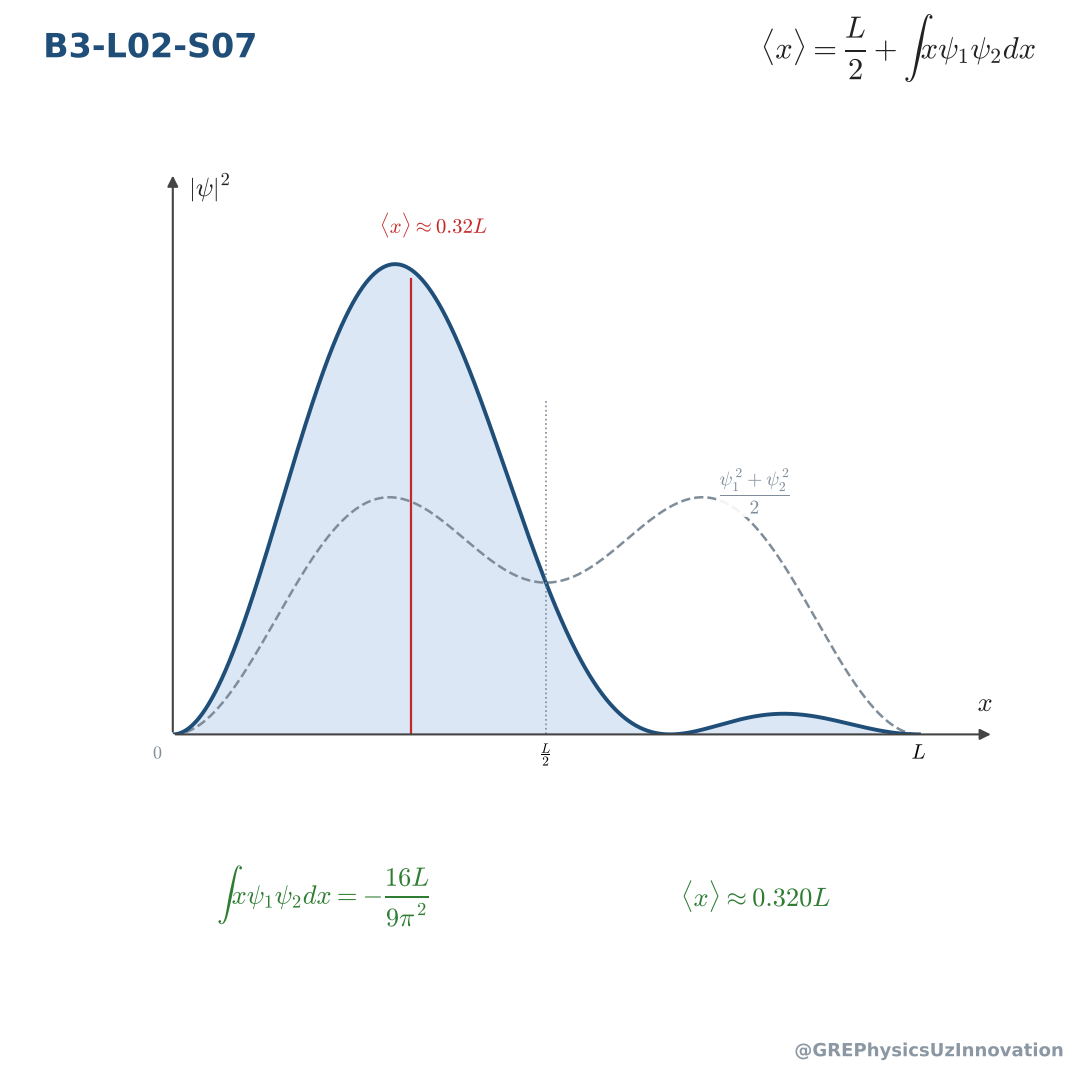 B3-L02-S07
⟨x⟩ = L/2 + ∫xψ₁ψ₂dx
|ψ|²
⟨x⟩ ≈ 0.32L
(ψ₁² + ψ₂²)/2
x
0
L/2
L
∫xψ₁ψ₂dx = −16L/9π²
⟨x⟩ ≈ 0.320L
@GREPhysicsUzInnovation